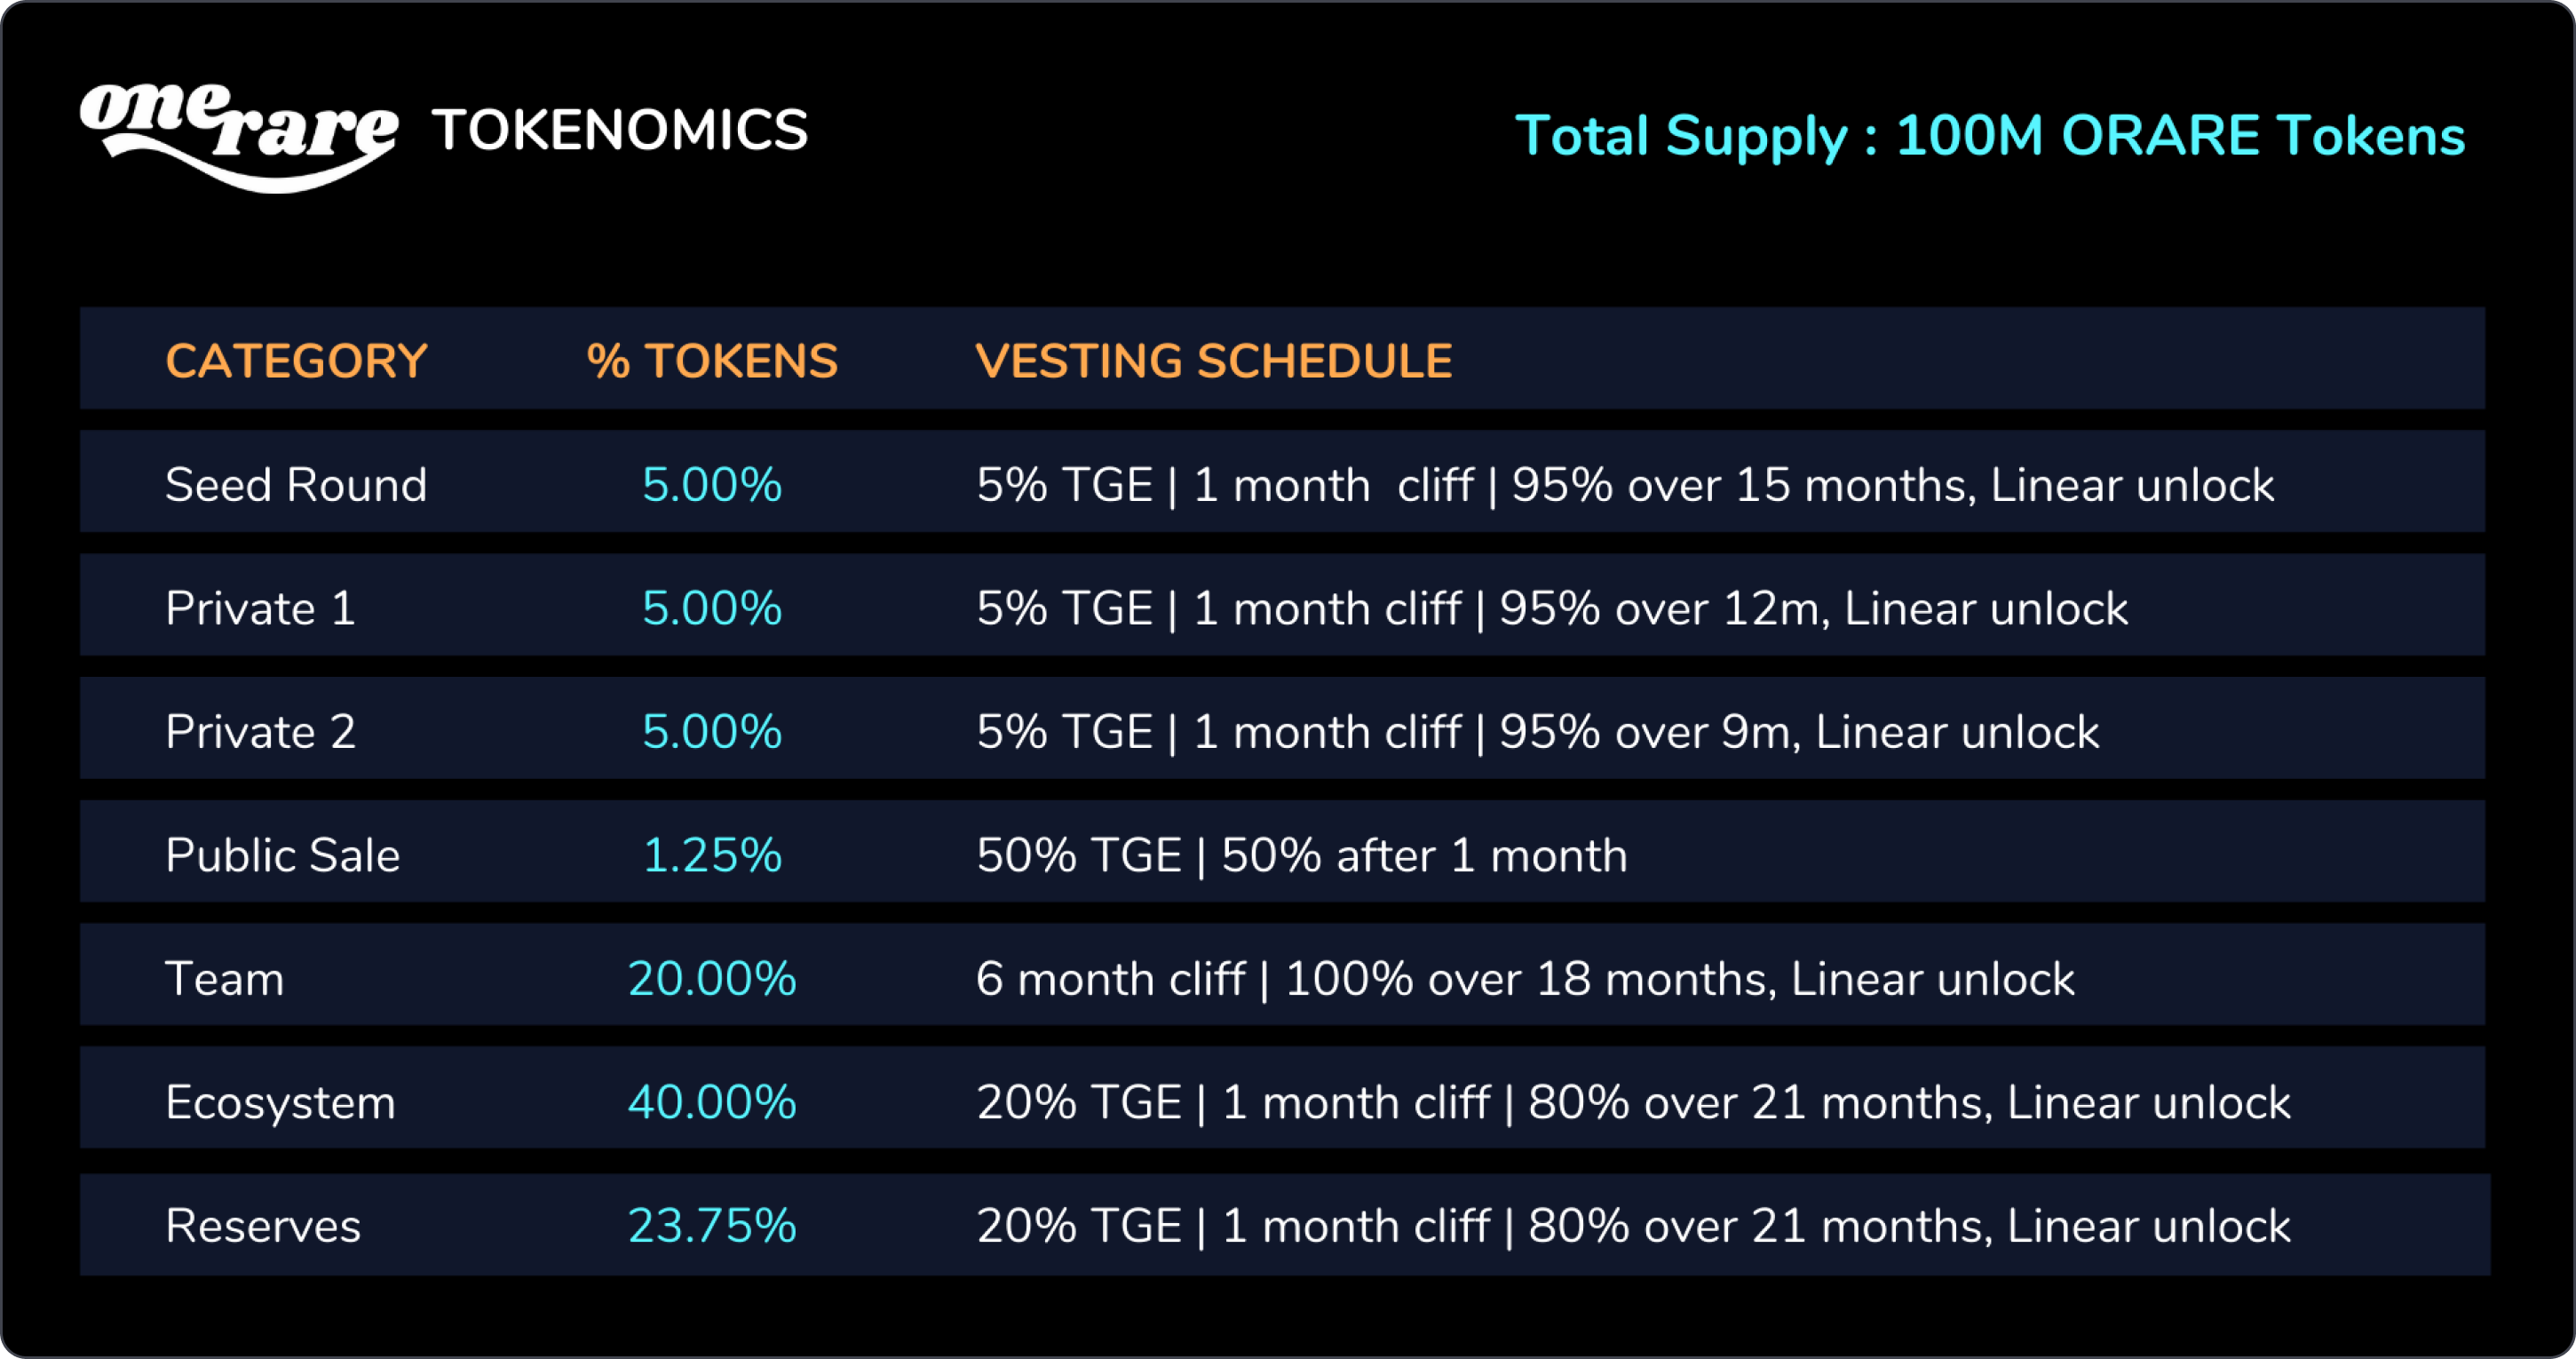 onerare TOKENOMICS
Total Supply : 100M ORARE Tokens
CATEGORY % TOKENS VESTING SCHEDULE
Seed Round 5.00% 5% TGE | 1 month cliff | 95% over 15 months, Linear unlock
Private 1 5.00% 5% TGE | 1 month cliff | 95% over 12m, Linear unlock
Private 2 5.00% 5% TGE | 1 month cliff | 95% over 9m, Linear unlock
Public Sale 1.25% 50% TGE | 50% after 1 month
Team 20.00% 6 month cliff | 100% over 18 months, Linear unlock
Ecosystem 40.00% 20% TGE | 1 month cliff | 80% over 21 months, Linear unlock
Reserves 23.75% 20% TGE | 1 month cliff | 80% over 21 months, Linear unlock